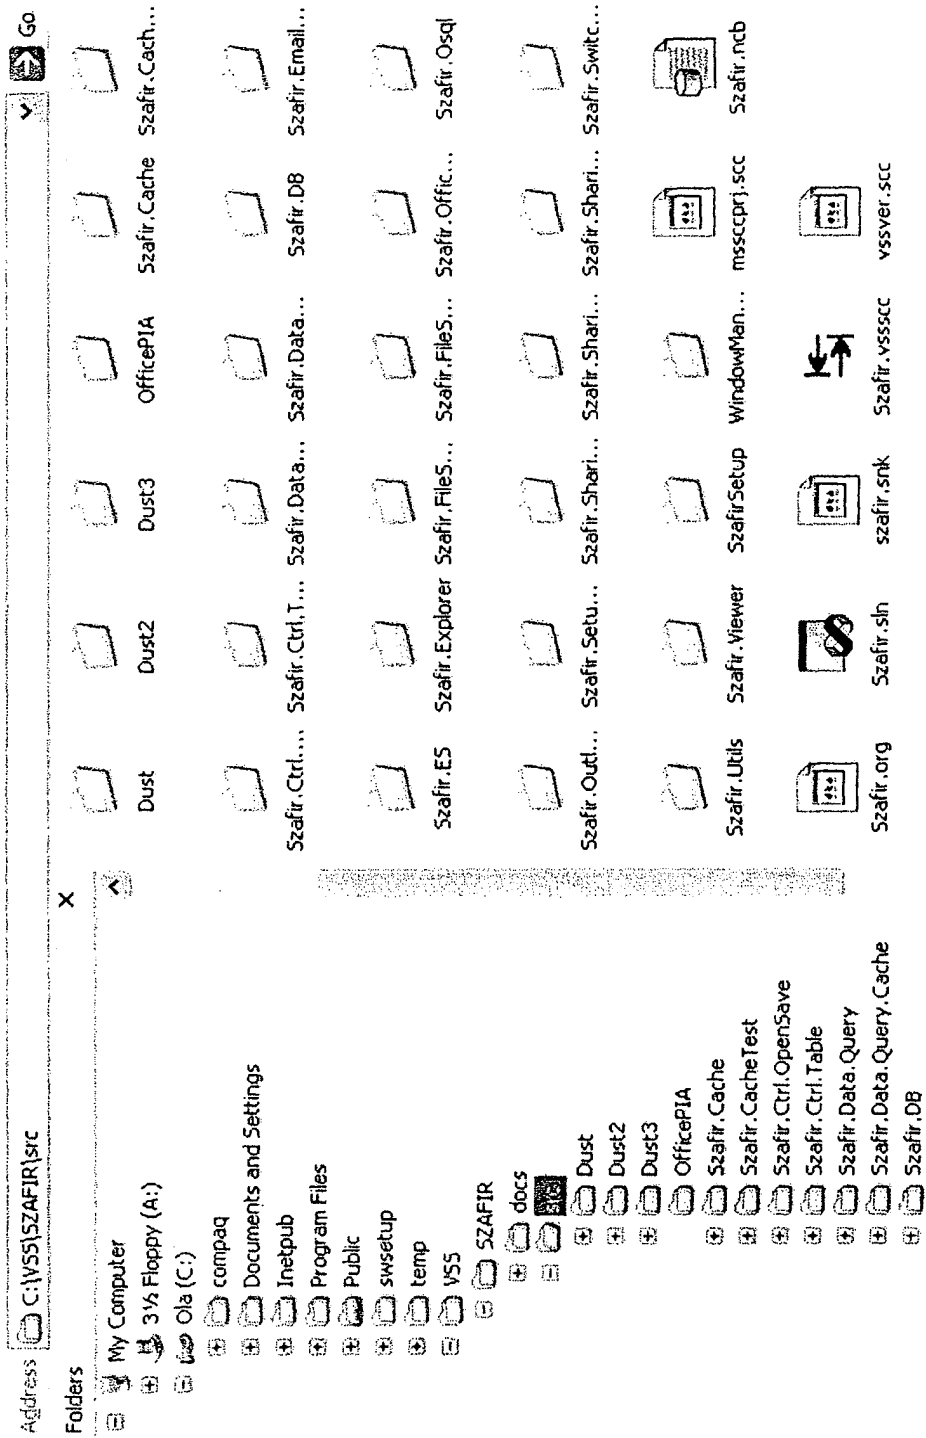 Address C:\VSS\SZAFIR\src Go
Folders X
My Computer
3½ Floppy (A:)
Ola (C:)
compaq
Documents and Settings
Inetpub
Program Files
Public
swsetup
temp
VSS
SZAFIR
docs
src
Dust
Dust2
Dust3
OfficePIA
Szafir.Cache
Szafir.CacheTest
Szafir.Ctrl.OpenSave
Szafir.Ctrl.Table
Szafir.Data.Query
Szafir.Data.Query.Cache
Szafir.DB
Dust Dust2 Dust3 OfficePIA Szafir.Cache Szafir.Cach...
Szafir.Ctrl.... Szafir.Ctrl.T... Szafir.Data... Szafir.Data... Szafir.DB Szafir.Email...
Szafir.ES Szafir.Explorer Szafir.FileS... Szafir.FileS... Szafir.Offic... Szafir.Osql
Szafir.Outl... Szafir.Setu... Szafir.Shari... Szafir.Shari... Szafir.Shari... Szafir.Switc...
Szafir.Utils Szafir.Viewer SzafirSetup WindowMan... mssccprj.scc Szafir.ncb
Szafir.org Szafir.sln szafir.snk Szafir.vssscc vssver.scc